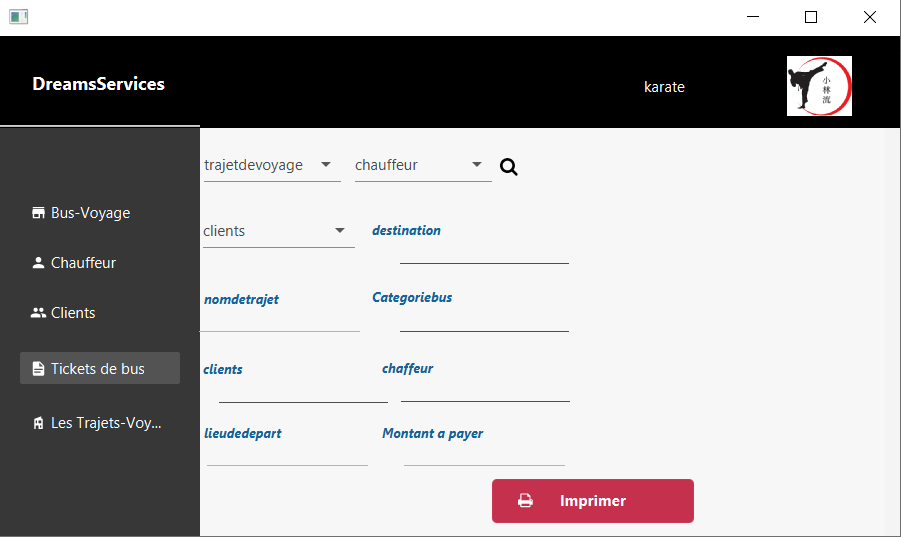 DreamsServices
karate
小
林
流
trajetdevoyage
chauffeur
Bus-Voyage
clients
destination
Chauffeur
nomdetrajet
Categoriebus
Clients
Tickets de bus
clients
chaffeur
Les Trajets-Voy...
lieudedepart
Montant a payer
Imprimer